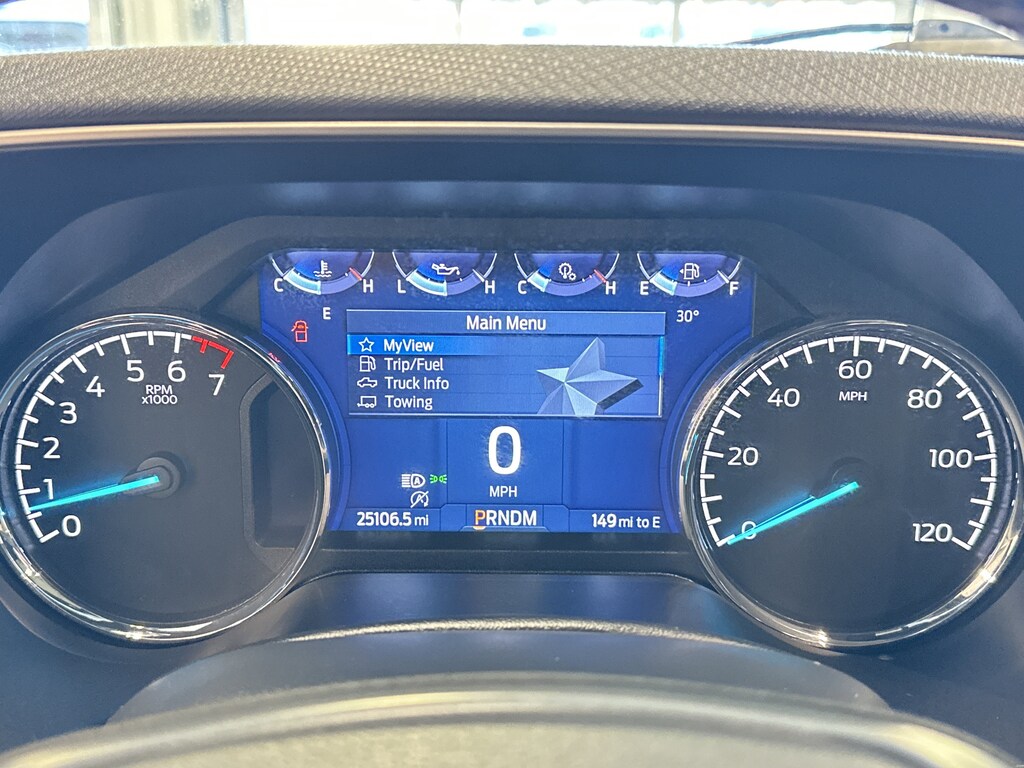 C H
L H
C H
E F
E
30°
Main Menu
MyView
Trip/Fuel
Truck Info
Towing
0
MPH
A
A
25106.5 mi
PRNDM
149 mi to E
0
1
2
3
4
5
6
7
RPM
x1000
0
20
40
60
80
100
120
MPH